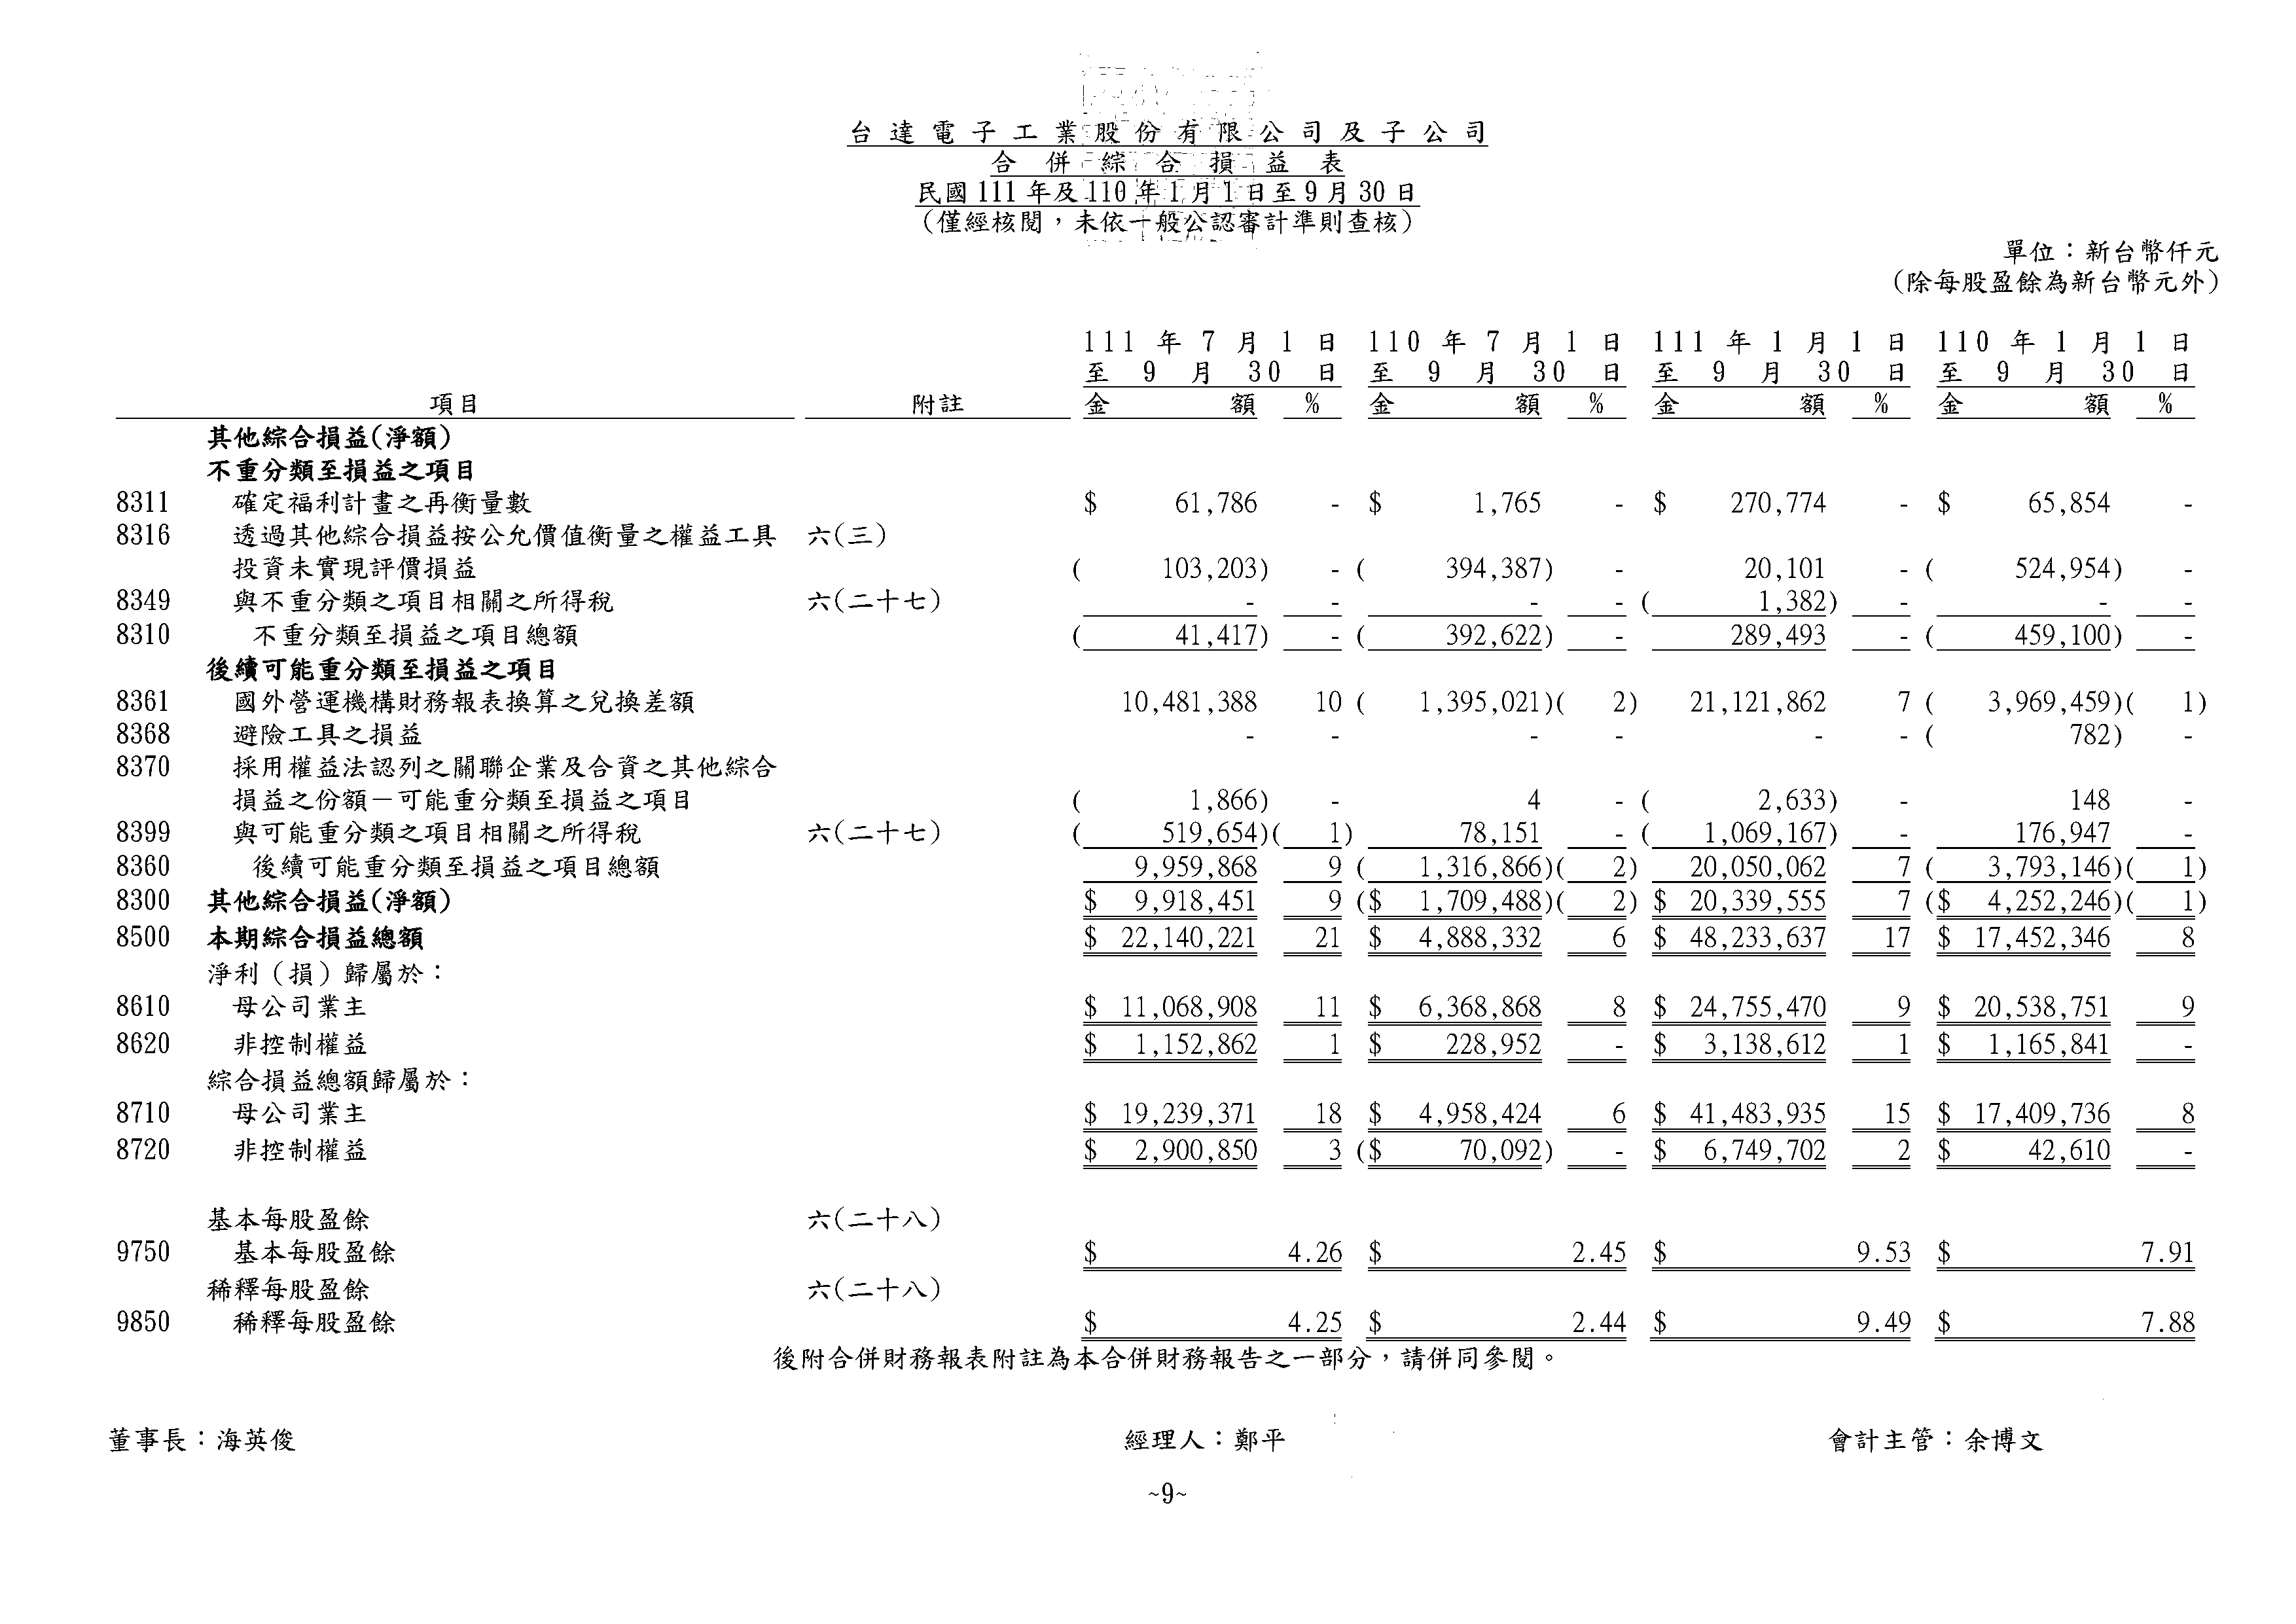 台達電子工業股份有限公司及子公司
合併綜合損益表
民國111年及110年1月1日至9月30日
(僅經核閱，未依一般公認審計準則查核)
單位：新台幣仟元
(除每股盈餘為新台幣元外)
111年7月1日 110年7月1日 111年1月1日 110年1月1日
至9月30日 至9月30日 至9月30日 至9月30日
項目 附註 金額 % 金額 % 金額 % 金額 %
其他綜合損益(淨額)
不重分類至損益之項目
8311 確定福利計畫之再衡量數 $ 61,786 - $ 1,765 - $ 270,774 - $ 65,854 -
8316 透過其他綜合損益按公允價值衡量之權益工具 六(三)
投資未實現評價損益 ( 103,203) - ( 394,387) - 20,101 - ( 524,954) -
8349 與不重分類之項目相關之所得稅 六(二十七) - - - - ( 1,382) - - -
8310 不重分類至損益之項目總額 ( 41,417) - ( 392,622) - 289,493 - ( 459,100) -
後續可能重分類至損益之項目
8361 國外營運機構財務報表換算之兌換差額 10,481,388 10 ( 1,395,021)( 2) 21,121,862 7 ( 3,969,459)( 1)
8368 避險工具之損益 - - - - - - ( 782) -
8370 採用權益法認列之關聯企業及合資之其他綜合
損益之份額－可能重分類至損益之項目 ( 1,866) - 4 - ( 2,633) - 148 -
8399 與可能重分類之項目相關之所得稅 六(二十七) ( 519,654)( 1) 78,151 - ( 1,069,167) - 176,947 -
8360 後續可能重分類至損益之項目總額 9,959,868 9 ( 1,316,866)( 2) 20,050,062 7 ( 3,793,146)( 1)
8300 其他綜合損益(淨額) $ 9,918,451 9 ($ 1,709,488)( 2) $ 20,339,555 7 ($ 4,252,246)( 1)
8500 本期綜合損益總額 $ 22,140,221 21 $ 4,888,332 6 $ 48,233,637 17 $ 17,452,346 8
淨利（損）歸屬於：
8610 母公司業主 $ 11,068,908 11 $ 6,368,868 8 $ 24,755,470 9 $ 20,538,751 9
8620 非控制權益 $ 1,152,862 1 $ 228,952 - $ 3,138,612 1 $ 1,165,841 -
綜合損益總額歸屬於：
8710 母公司業主 $ 19,239,371 18 $ 4,958,424 6 $ 41,483,935 15 $ 17,409,736 8
8720 非控制權益 $ 2,900,850 3 ($ 70,092) - $ 6,749,702 2 $ 42,610 -
基本每股盈餘 六(二十八)
9750 基本每股盈餘 $ 4.26 $ 2.45 $ 9.53 $ 7.91
稀釋每股盈餘 六(二十八)
9850 稀釋每股盈餘 $ 4.25 $ 2.44 $ 9.49 $ 7.88
後附合併財務報表附註為本合併財務報告之一部分，請併同參閱。
董事長：海英俊 經理人：鄭平 會計主管：余博文
~9~